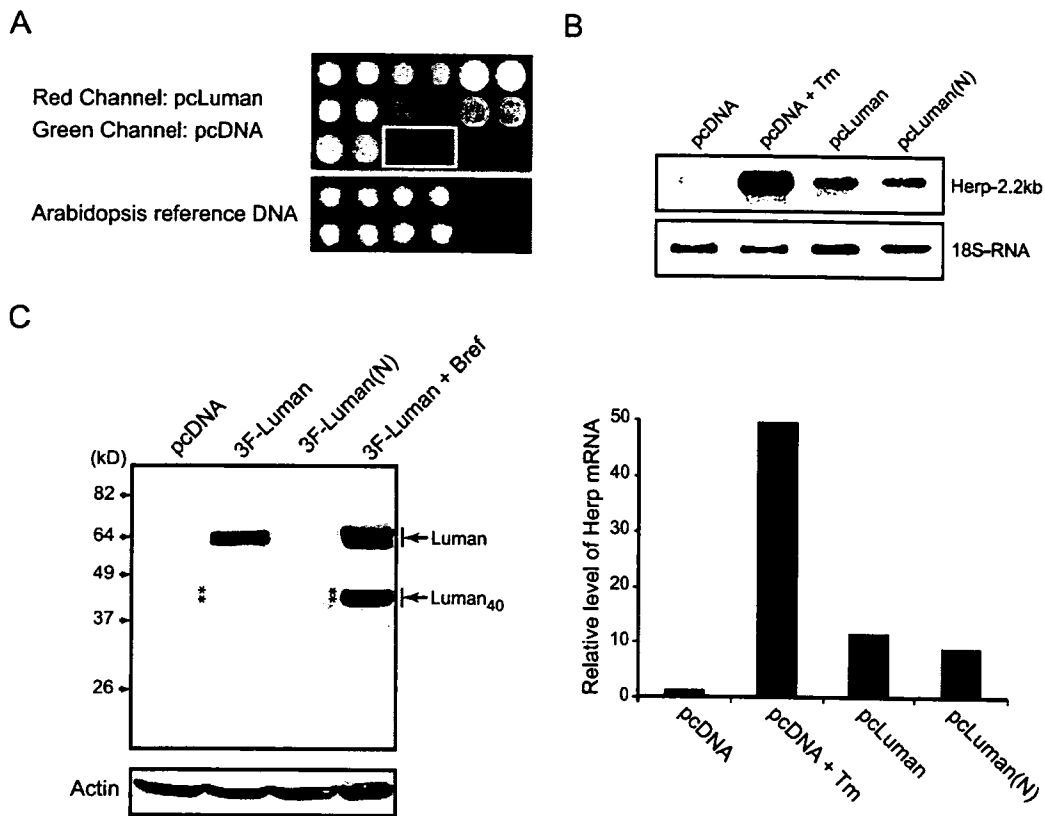 A
Red Channel: pcLuman
Green Channel: pcDNA
Arabidopsis reference DNA
B
pcDNA
pcDNA + Tm
pcLuman
pcLuman(N)
Herp-2.2kb
18S-RNA
C
pcDNA
3F-Luman
3F-Luman(N)
3F-Luman + Bref
(kD)
82
64
49
37
26
Luman
Luman40
**
**
Actin
Relative level of Herp mRNA
50
40
30
20
10
0
pcDNA
pcDNA + Tm
pcLuman
pcLuman(N)